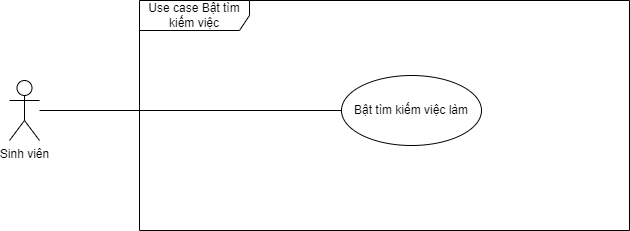 Use case Bật tìm
kiếm việc
Bật tìm kiếm việc làm
Sinh viên